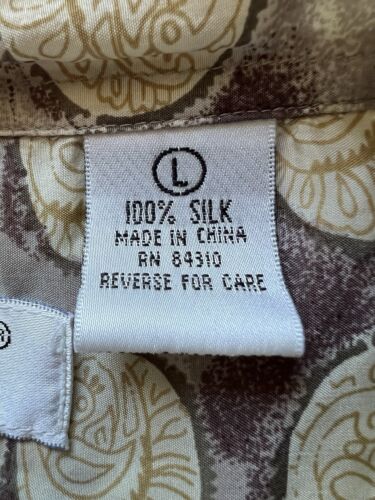 L
100% SILK
MADE IN CHINA
RN 84310
REVERSE FOR CARE
®